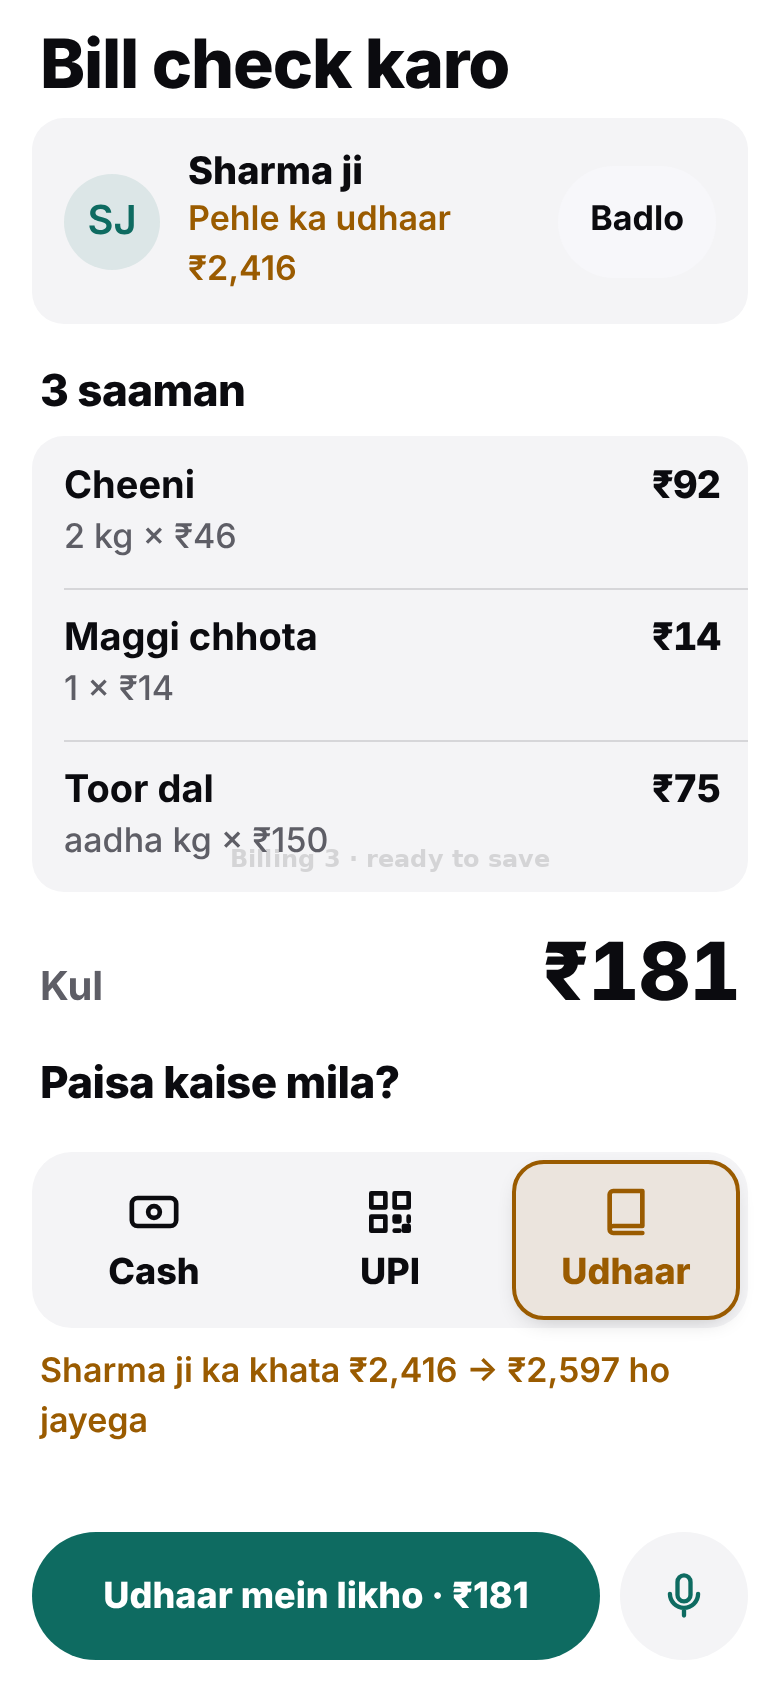 Bill check karo
SJ
Sharma ji
Pehle ka udhaar
₹2,416
Badlo
3 saaman
Cheeni
₹92
2 kg × ₹46
Maggi chhota
₹14
1 × ₹14
Toor dal
₹75
aadha kg × ₹150
Billing 3 · ready to save
Kul
₹181
Paisa kaise mila?
Cash
UPI
Udhaar
Sharma ji ka khata ₹2,416 → ₹2,597 ho
jayega
Udhaar mein likho · ₹181